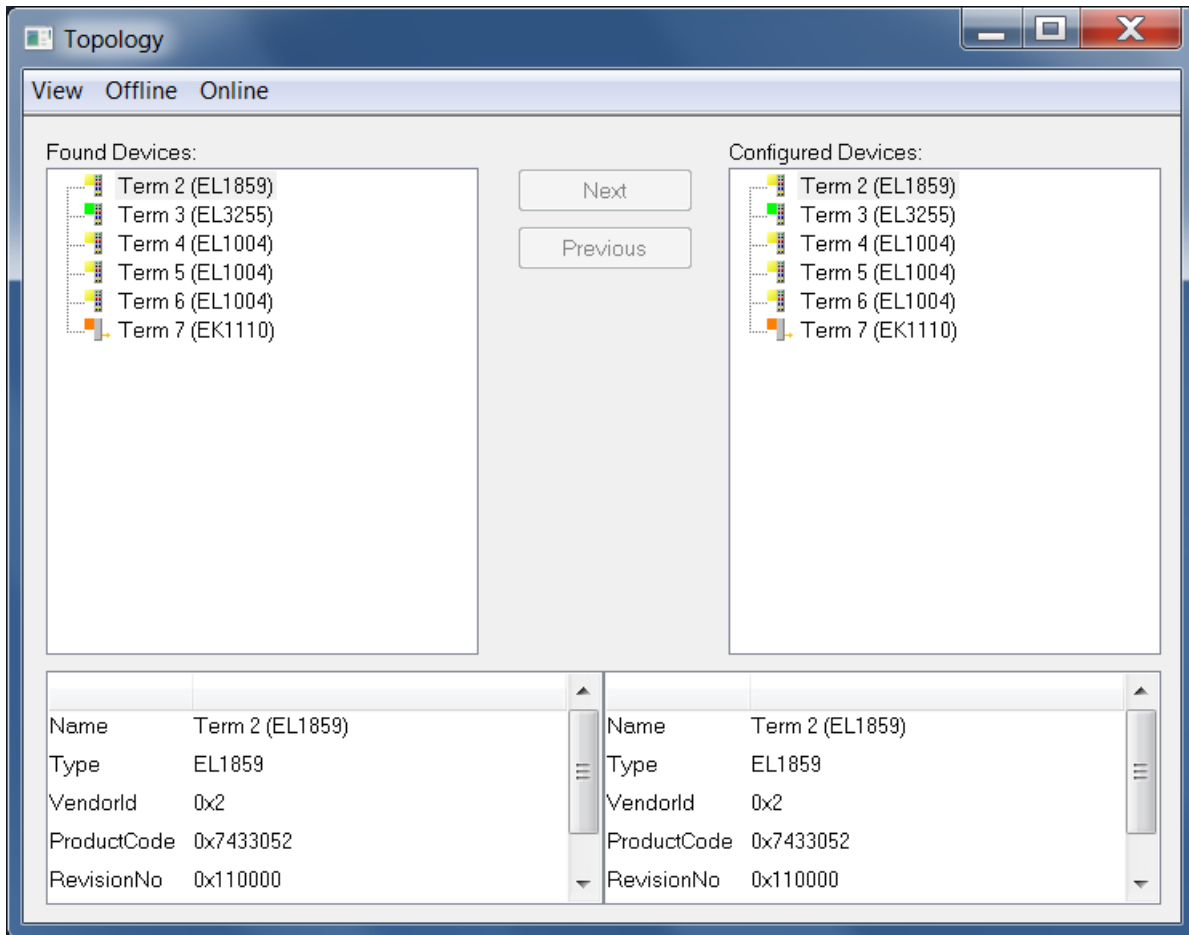 Topology
View Offline Online
Found Devices:
Term 2 (EL1859)
Term 3 (EL3255)
Term 4 (EL1004)
Term 5 (EL1004)
Term 6 (EL1004)
Term 7 (EK1110)
Next
Previous
Configured Devices:
Term 2 (EL1859)
Term 3 (EL3255)
Term 4 (EL1004)
Term 5 (EL1004)
Term 6 (EL1004)
Term 7 (EK1110)
Name Term 2 (EL1859)
Type EL1859
VendorId 0x2
ProductCode 0x7433052
RevisionNo 0x110000
Name Term 2 (EL1859)
Type EL1859
VendorId 0x2
ProductCode 0x7433052
RevisionNo 0x110000